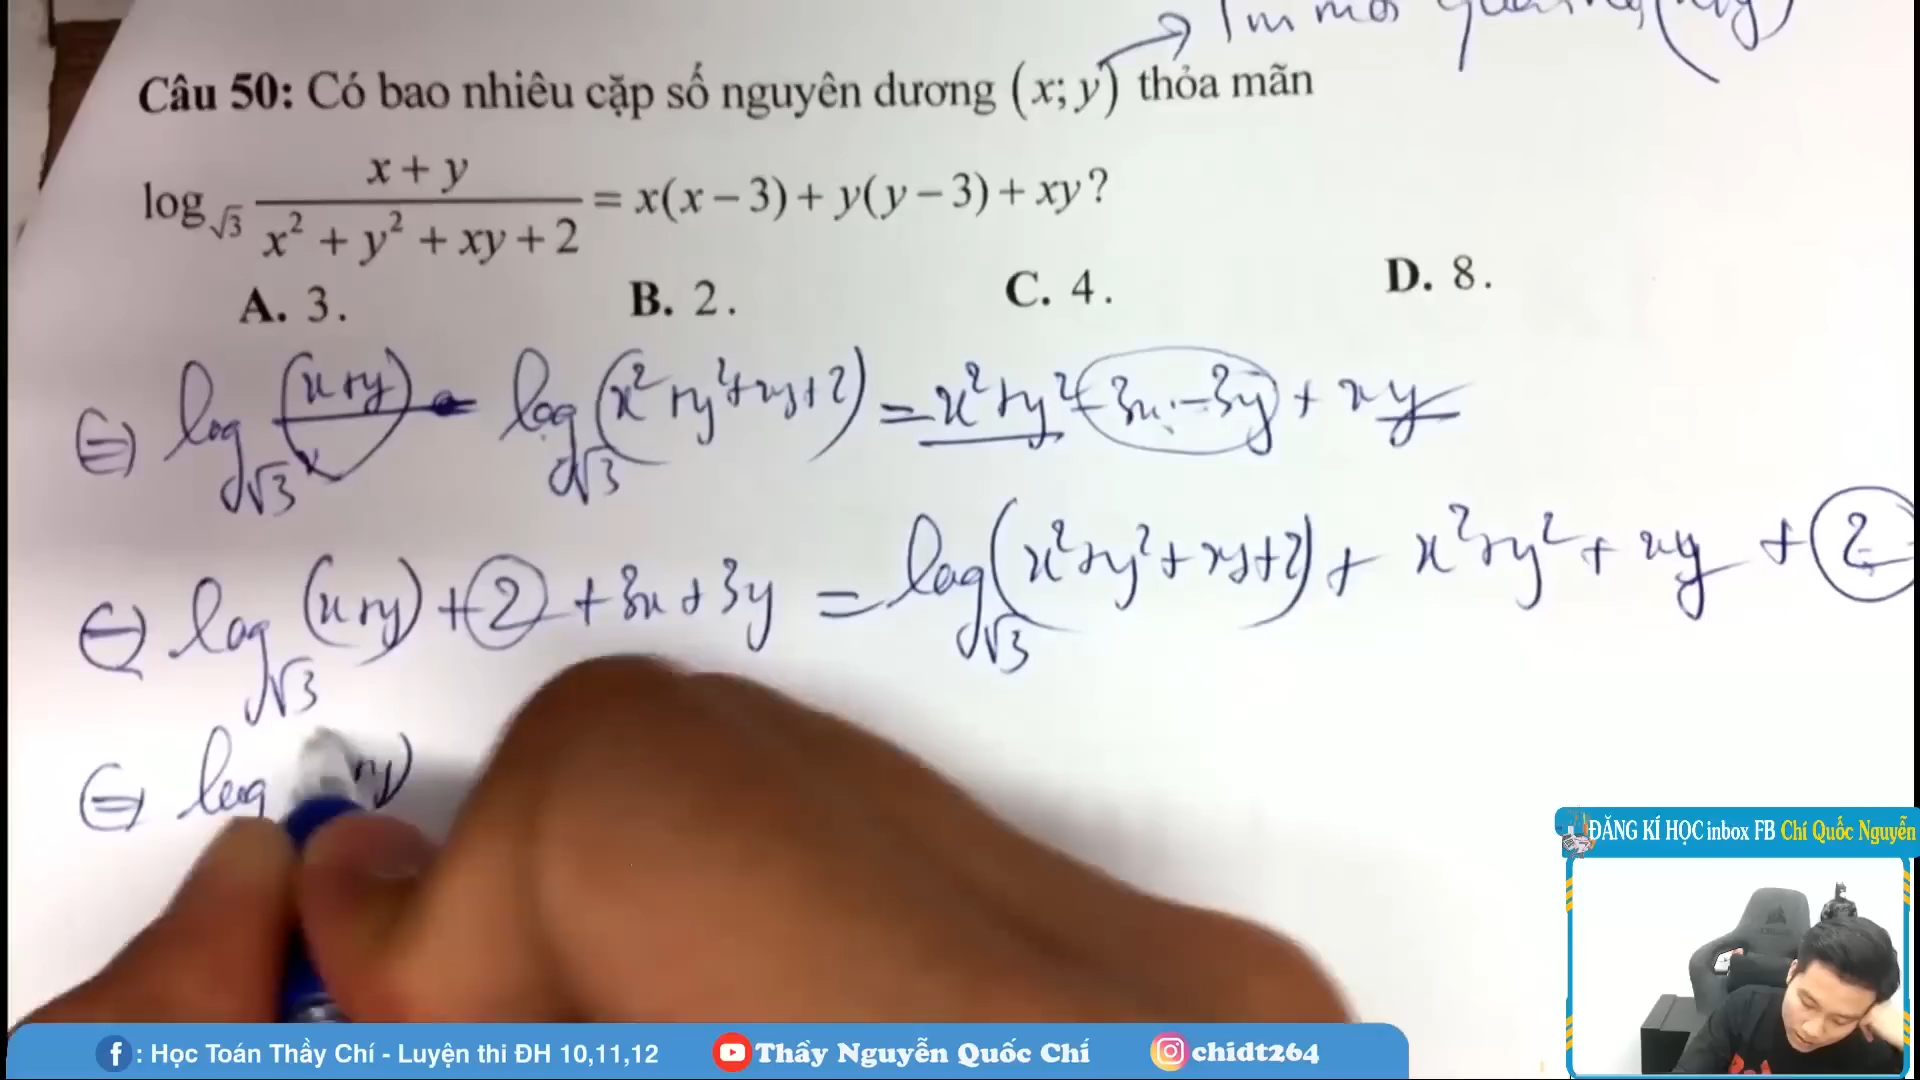 Câu 50: Có bao nhiêu cặp số nguyên dương (x; y) thỏa mãn
log_√3 (x + y)/(x² + y² + xy + 2) = x(x − 3) + y(y − 3) + xy?
A. 3. B. 2. C. 4. D. 8.
⇔ log_√3 (x+y) − log_√3 (x² + y² + xy + 2) = x² + y² − 3x − 3y + xy
⇔ log_√3 (x+y) + 2 + 3x + 3y = log_√3 (x² + y² + xy + 2) + x² + y² + xy + 2
⇔ log
ĐĂNG KÍ HỌC inbox FB Chí Quốc Nguyễn
f : Học Toán Thầy Chí - Luyện thi ĐH 10,11,12
Thầy Nguyễn Quốc Chí
chidt264